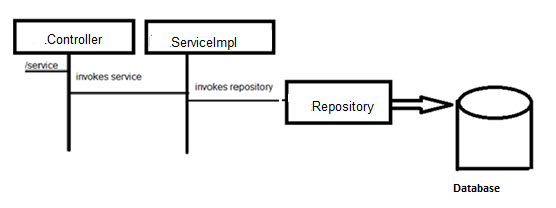 .Controller
.ServiceImpl
/service
invokes service
invokes repository
Repository
Database